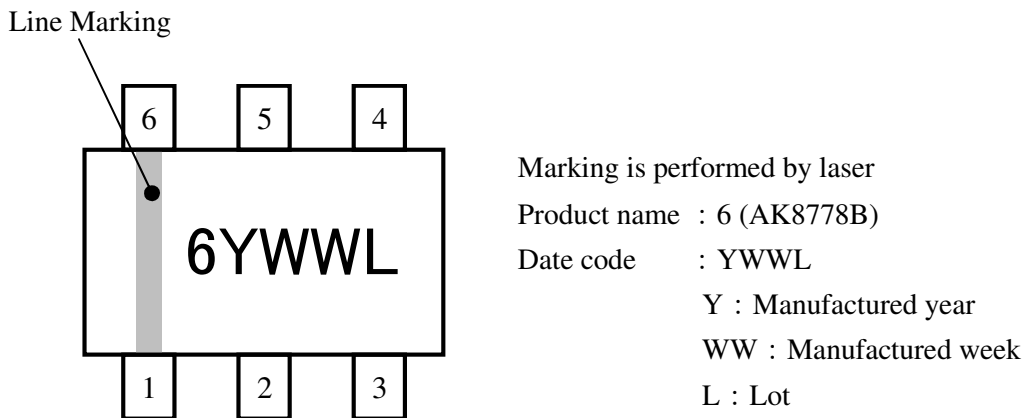 Line Marking
6 5 4
6YWWL
1 2 3
Marking is performed by laser
Product name : 6 (AK8778B)
Date code : YWWL
Y : Manufactured year
WW : Manufactured week
L : Lot